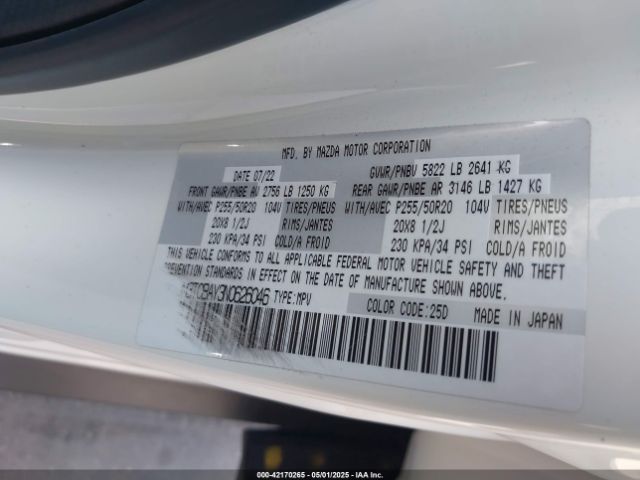 MFD. BY MAZDA MOTOR CORPORATION
DATE 07/22 GVWR/PNBV 5822 LB 2641 KG
FRONT GAWR/PNBE AV 2756 LB 1250 KG REAR GAWR/PNBE AR 3146 LB 1427 KG
WITH/AVEC P255/50R20 104V TIRES/PNEUS WITH/AVEC P255/50R20 104V TIRES/PNEUS
20X8 1/2J RIMS/JANTES 20X8 1/2J RIMS/JANTES
230 KPA/34 PSI COLD/A FROID 230 KPA/34 PSI COLD/A FROID
THIS VEHICLE CONFORMS TO ALL APPLICABLE FEDERAL MOTOR VEHICLE SAFETY AND THEFT
PREVENTION STANDARDS IN EFFECT ON THE DATE OF MANUFACTURE SHOWN ABOVE.
TYPE:MPV COLOR CODE:25D MADE IN JAPAN
000-42170265 - 05/01/2025 - IAA Inc.